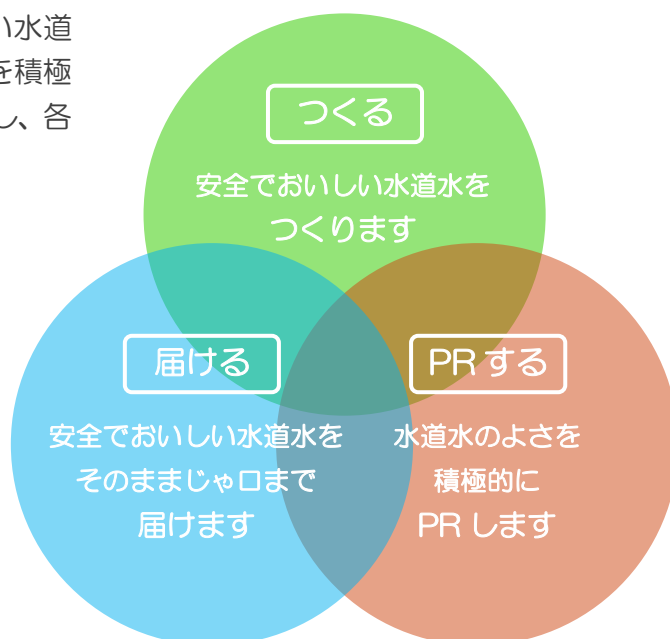 い水道
を積極
し、各
つくる
安全でおいしい水道水を
つくります
届ける
安全でおいしい水道水を
そのままじゃ口まで
届けます
PRする
水道水のよさを
積極的に
PRします